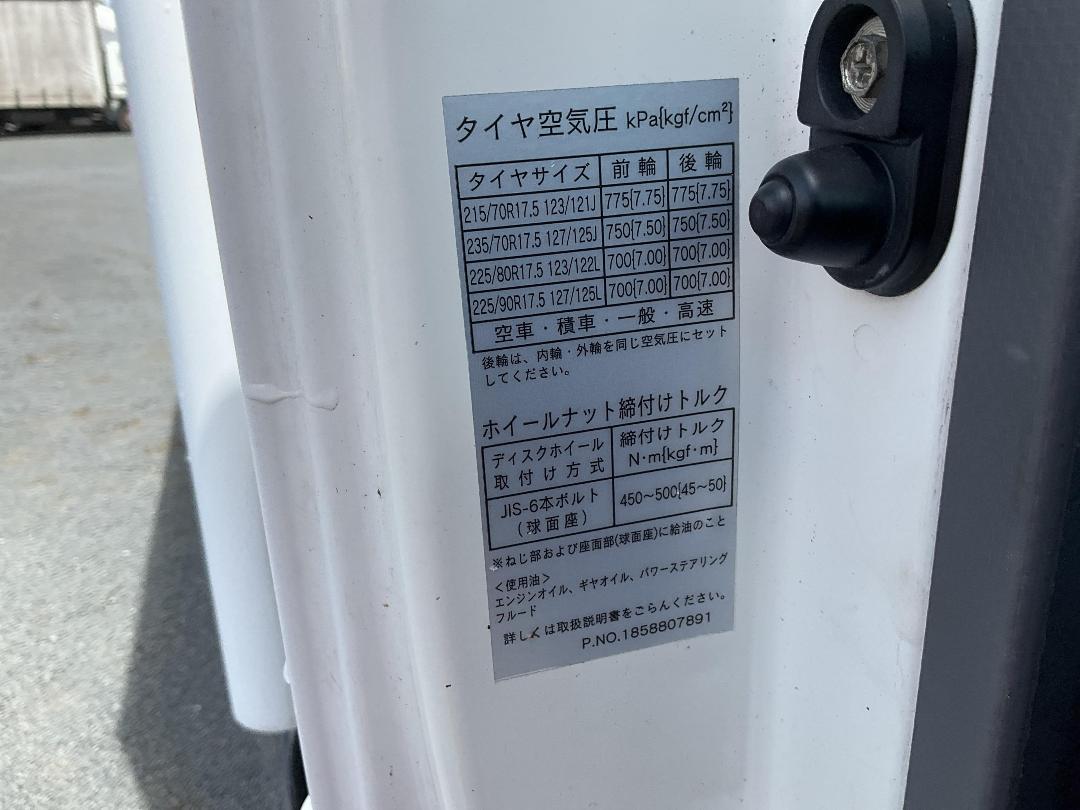 タイヤ空気圧 kPa{kgf/cm²}
タイヤサイズ 前輪 後輪
215/70R17.5 123/121J 775{7.75} 775{7.75}
235/70R17.5 127/125J 750{7.50} 750{7.50}
225/80R17.5 123/122L 700{7.00} 700{7.00}
225/90R17.5 127/125L 700{7.00} 700{7.00}
空車・積車・一般・高速
後輪は、内輪・外輪を同じ空気圧にセット
してください。
ホイールナット締付けトルク
ディスクホイール 締付けトルク
取付け方式 N･m{kgf･m}
JIS-6本ボルト 450～500{45～50}
(球面座)
※ねじ部および座面部(球面座)に給油のこと
＜使用油＞
エンジンオイル、ギヤオイル、パワーステアリング
フルード
詳しくは取扱説明書をごらんください。
P.NO.1858807891